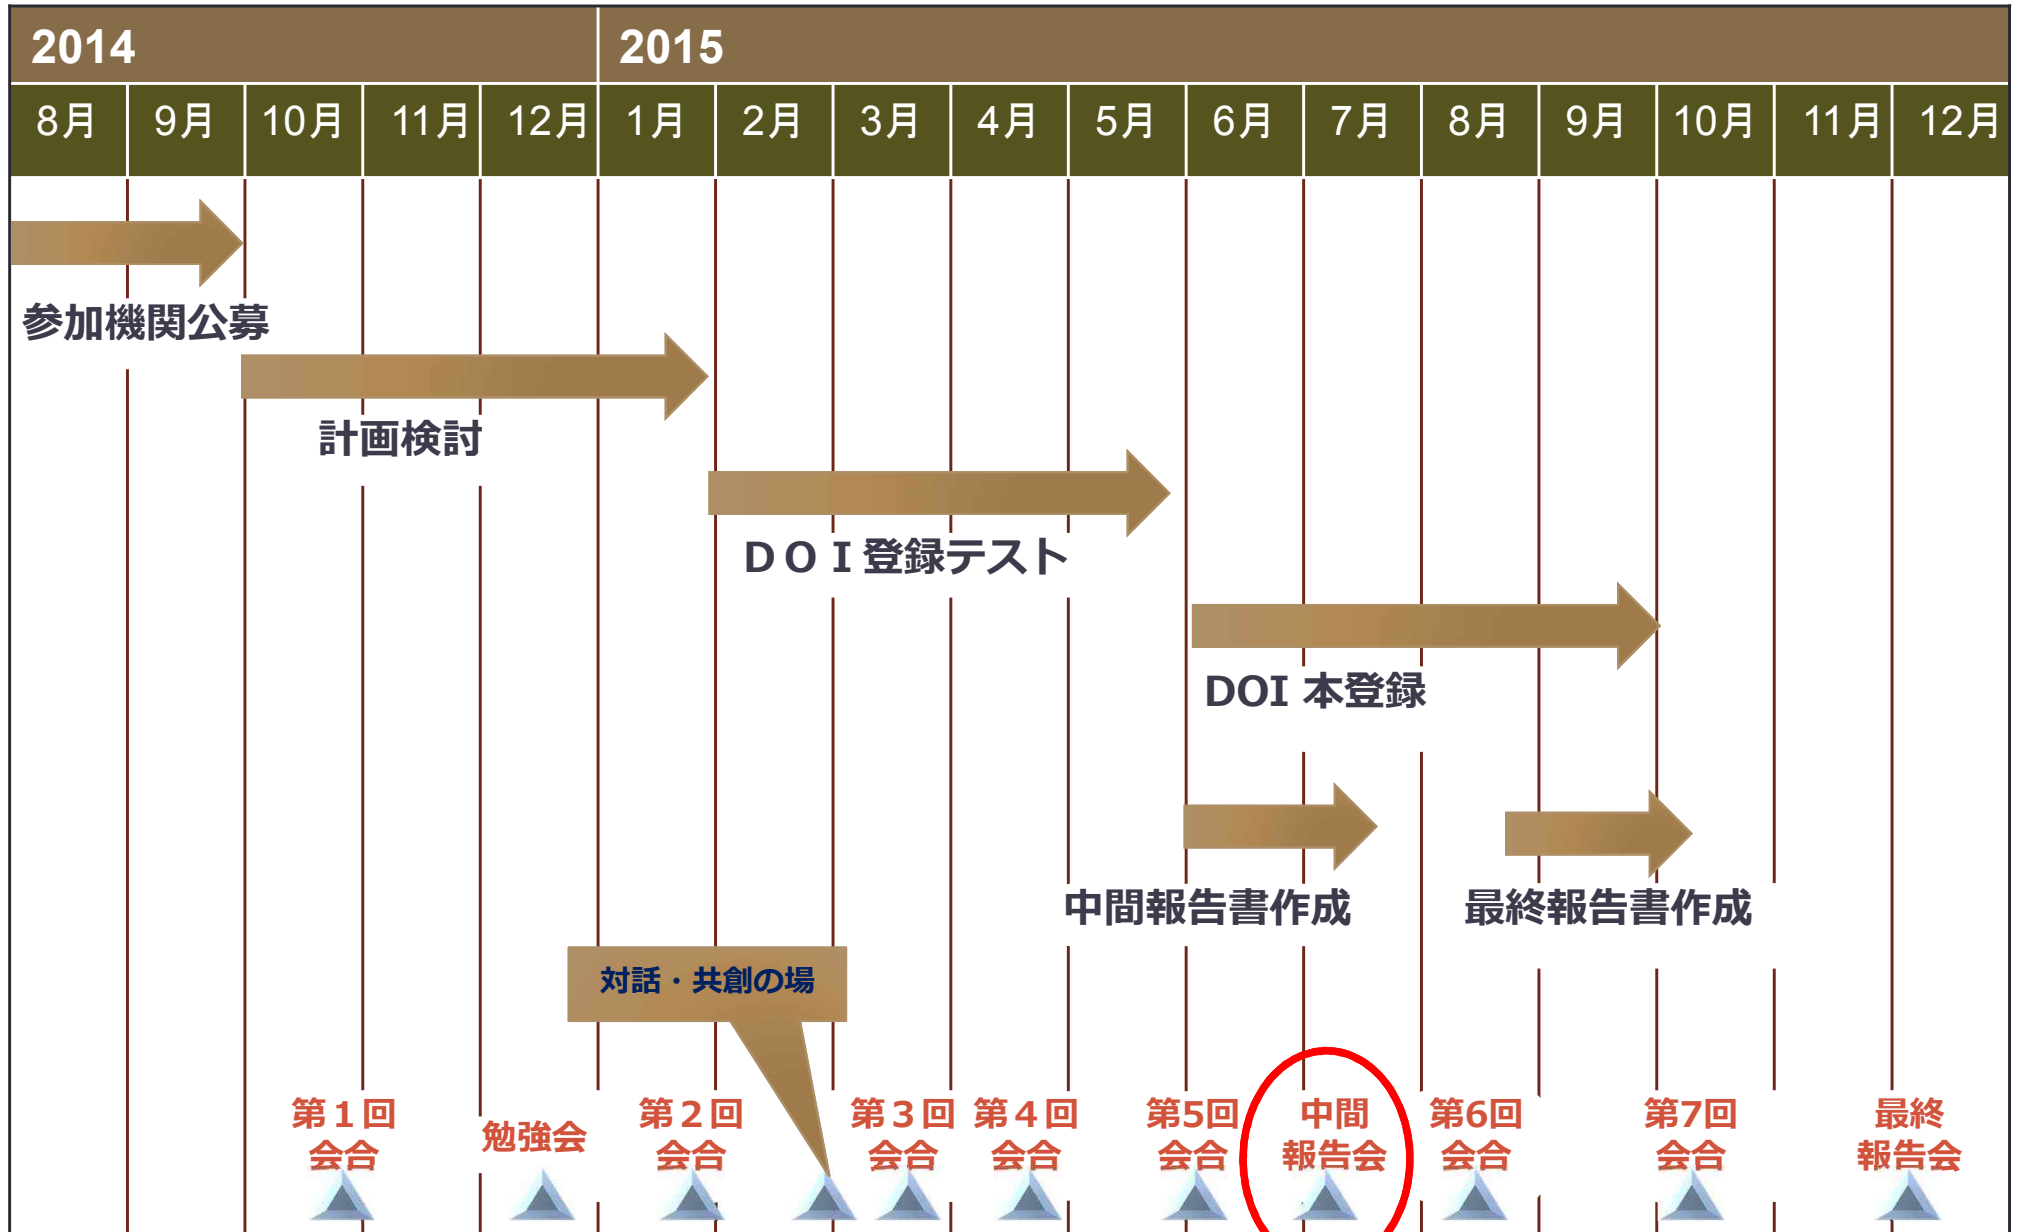 2014 2015
8月 9月 10月 11月 12月 1月 2月 3月 4月 5月 6月 7月 8月 9月 10月 11月 12月
参加機関公募
計画検討
ＤＯＩ登録テスト
DOI 本登録
中間報告書作成 最終報告書作成
対話・共創の場
第１回
会合
勉強会
第２回
会合
第３回
会合
第４回
会合
第5回
会合
中間
報告会
第6回
会合
第7回
会合
最終
報告会